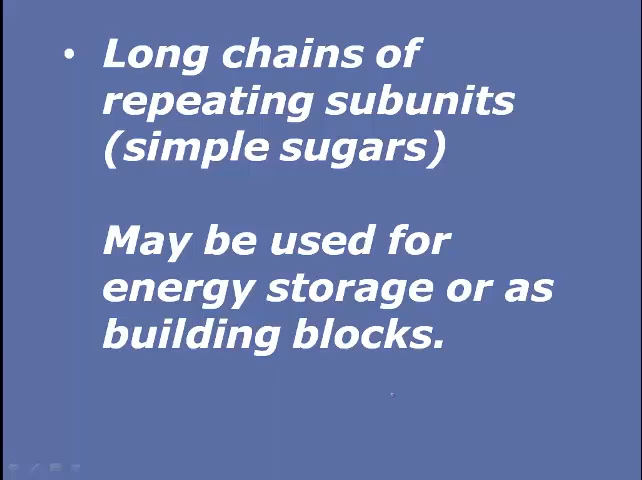 • Long chains of
repeating subunits
(simple sugars)
May be used for
energy storage or as
building blocks.